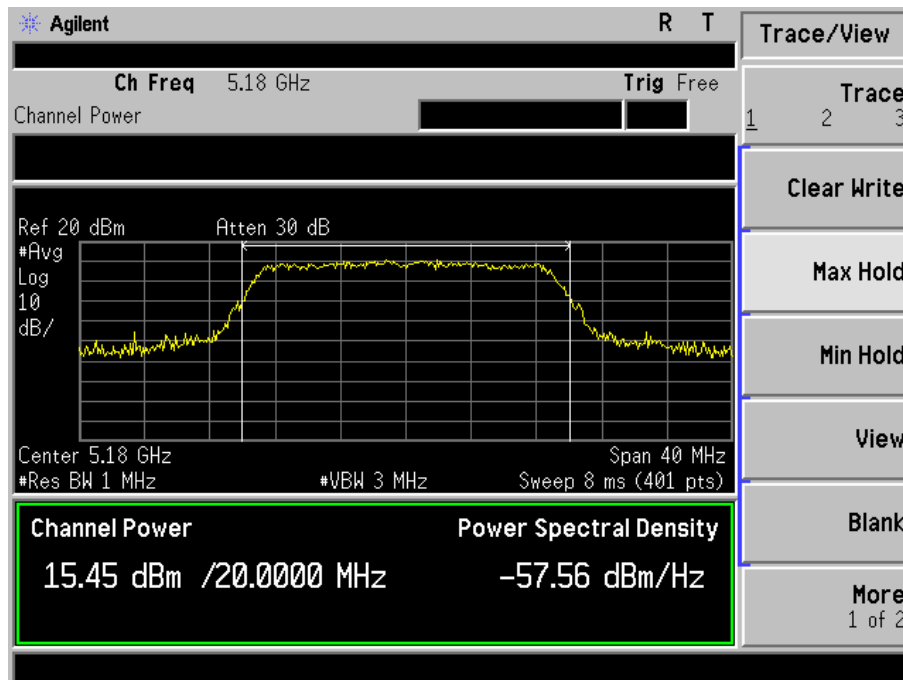 Agilent R T
Ch Freq 5.18 GHz Trig Free
Channel Power
Ref 20 dBm Atten 30 dB
#Avg
Log
10
dB/
Center 5.18 GHz Span 40 MHz
#Res BW 1 MHz #VBW 3 MHz Sweep 8 ms (401 pts)
Channel Power Power Spectral Density
15.45 dBm /20.0000 MHz -57.56 dBm/Hz
Trace/View
Trace
1 2 3
Clear Write
Max Hold
Min Hold
View
Blank
More
1 of 2